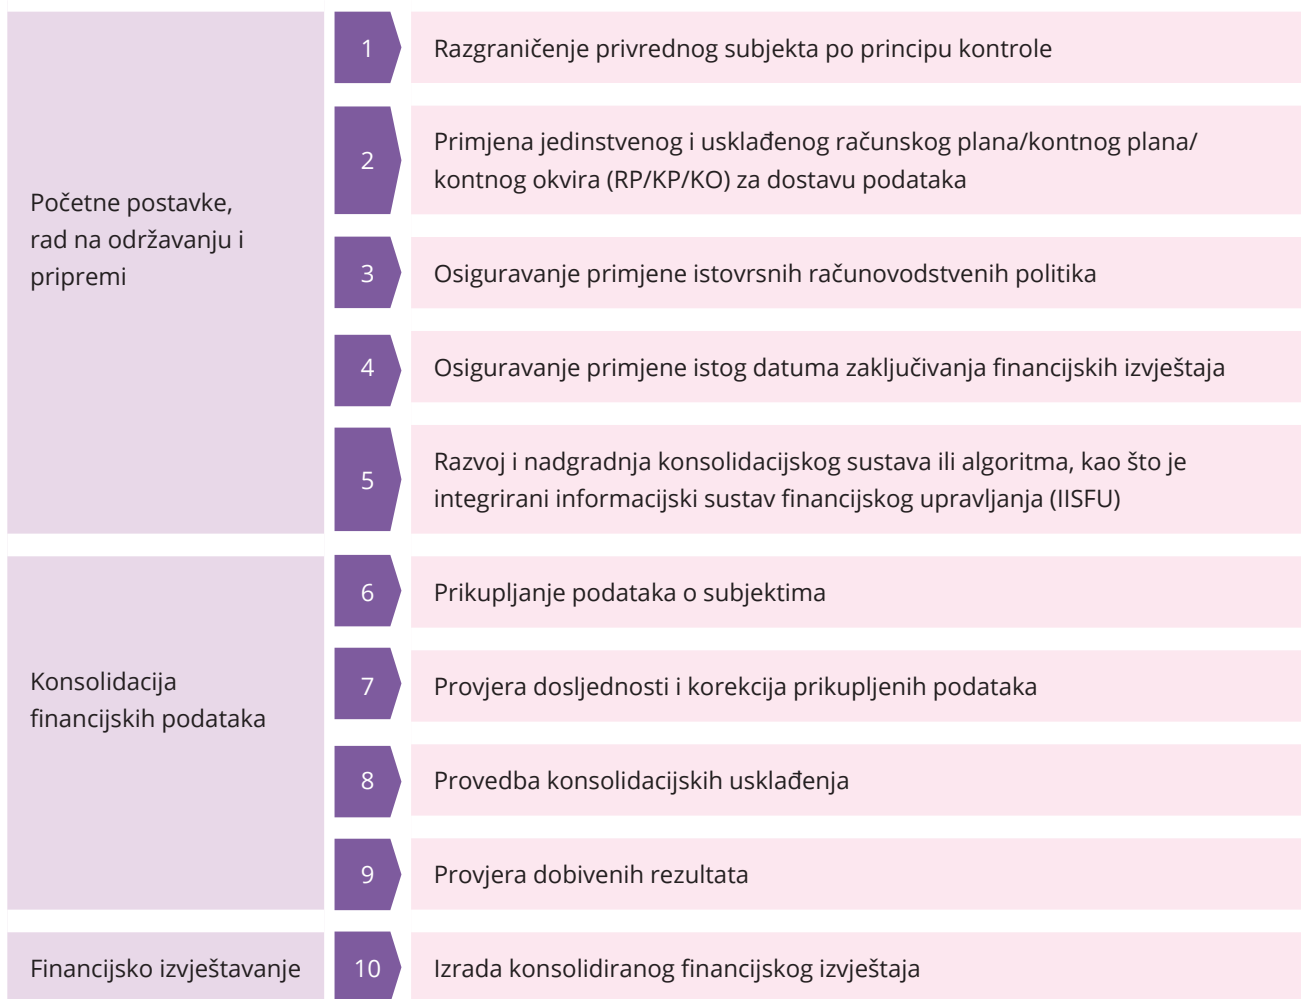 Početne postavke,
rad na održavanju i
pripremi
1
Razgraničenje privrednog subjekta po principu kontrole
2
Primjena jedinstvenog i usklađenog računskog plana/kontnog plana/
kontnog okvira (RP/KP/KO) za dostavu podataka
3
Osiguravanje primjene istovrsnih računovodstvenih politika
4
Osiguravanje primjene istog datuma zaključivanja financijskih izvještaja
5
Razvoj i nadgradnja konsolidacijskog sustava ili algoritma, kao što je
integrirani informacijski sustav financijskog upravljanja (IISFU)
Konsolidacija
financijskih podataka
6
Prikupljanje podataka o subjektima
7
Provjera dosljednosti i korekcija prikupljenih podataka
8
Provedba konsolidacijskih usklađenja
9
Provjera dobivenih rezultata
Financijsko izvještavanje
10
Izrada konsolidiranog financijskog izvještaja